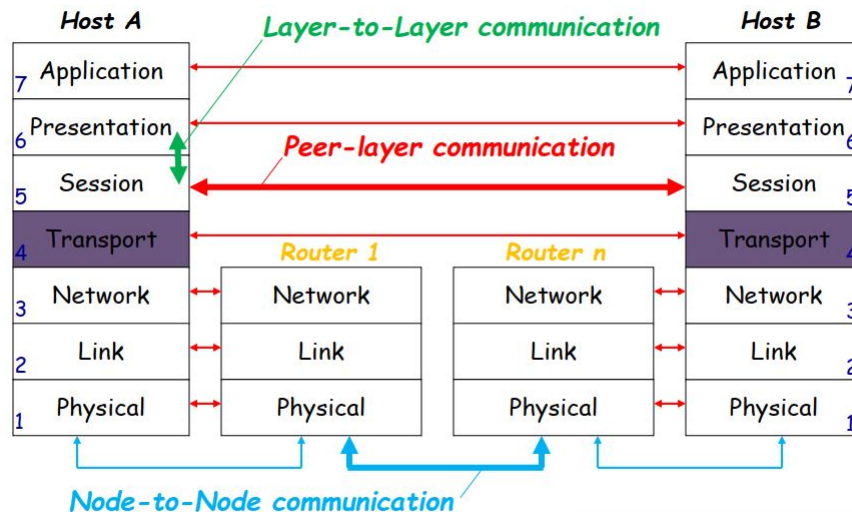 Host A
Layer-to-Layer communication
Host B
7 Application
Application 7
6 Presentation
Presentation 6
Peer-layer communication
5 Session
Session 5
4 Transport
Transport 4
Router 1
Router n
3 Network
Network
Network
Network 3
2 Link
Link
Link
Link 2
1 Physical
Physical
Physical
Physical 1
Node-to-Node communication